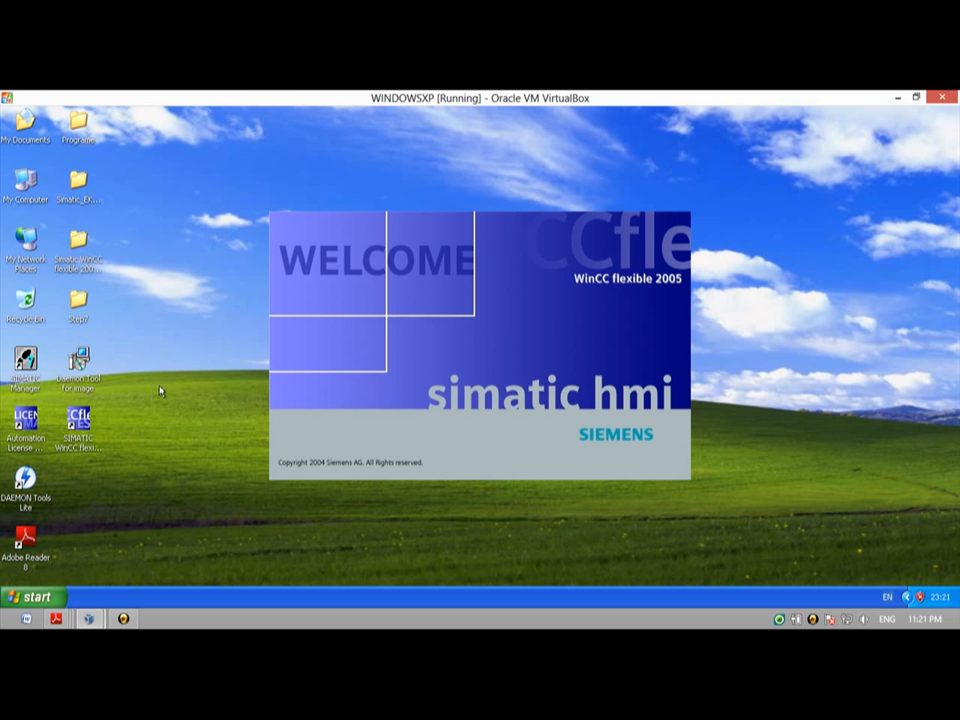 WINDOWSXP [Running] - Oracle VM VirtualBox
My Documents
Programe
My Computer
Simatic_EK...
My Network
Places
Simatic WinCC
flexible 200...
Recycle Bin
Step7
SIMATIC
Manager
Daemon Tool
for image
Automation
License ...
SIMATIC
WinCC flexi...
DAEMON Tools
Lite
Adobe Reader
8
WELCOME
CCfle
WinCC flexible 2005
simatic hmi
SIEMENS
Copyright 2004 Siemens AG. All Rights reserved.
start
EN
23:21
ENG
11:21 PM